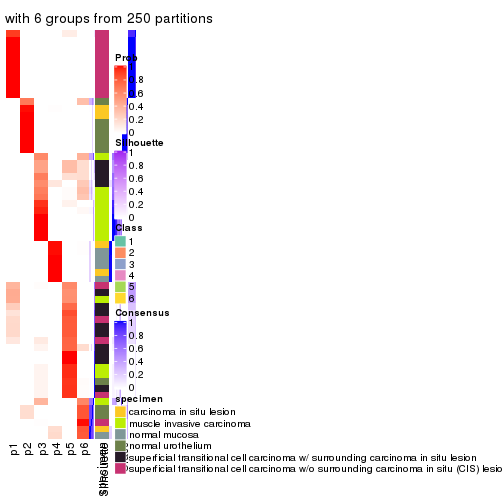 with 6 groups from 250 partitions
Prob
1
0.8
0.6
0.4
0.2
0
Silhouette
1
0.8
0.6
0.4
0.2
0
Class
1
2
3
4
5
6
Consensus
1
0.8
0.6
0.4
0.2
0
specimen
carcinoma in situ lesion
muscle invasive carcinoma
normal mucosa
normal urothelium
superficial transitional cell carcinoma w/ surrounding carcinoma in situ lesion
superficial transitional cell carcinoma w/o surrounding carcinoma in situ (CIS) lesio
p1
p2
p3
p4
p5
p6
specimen